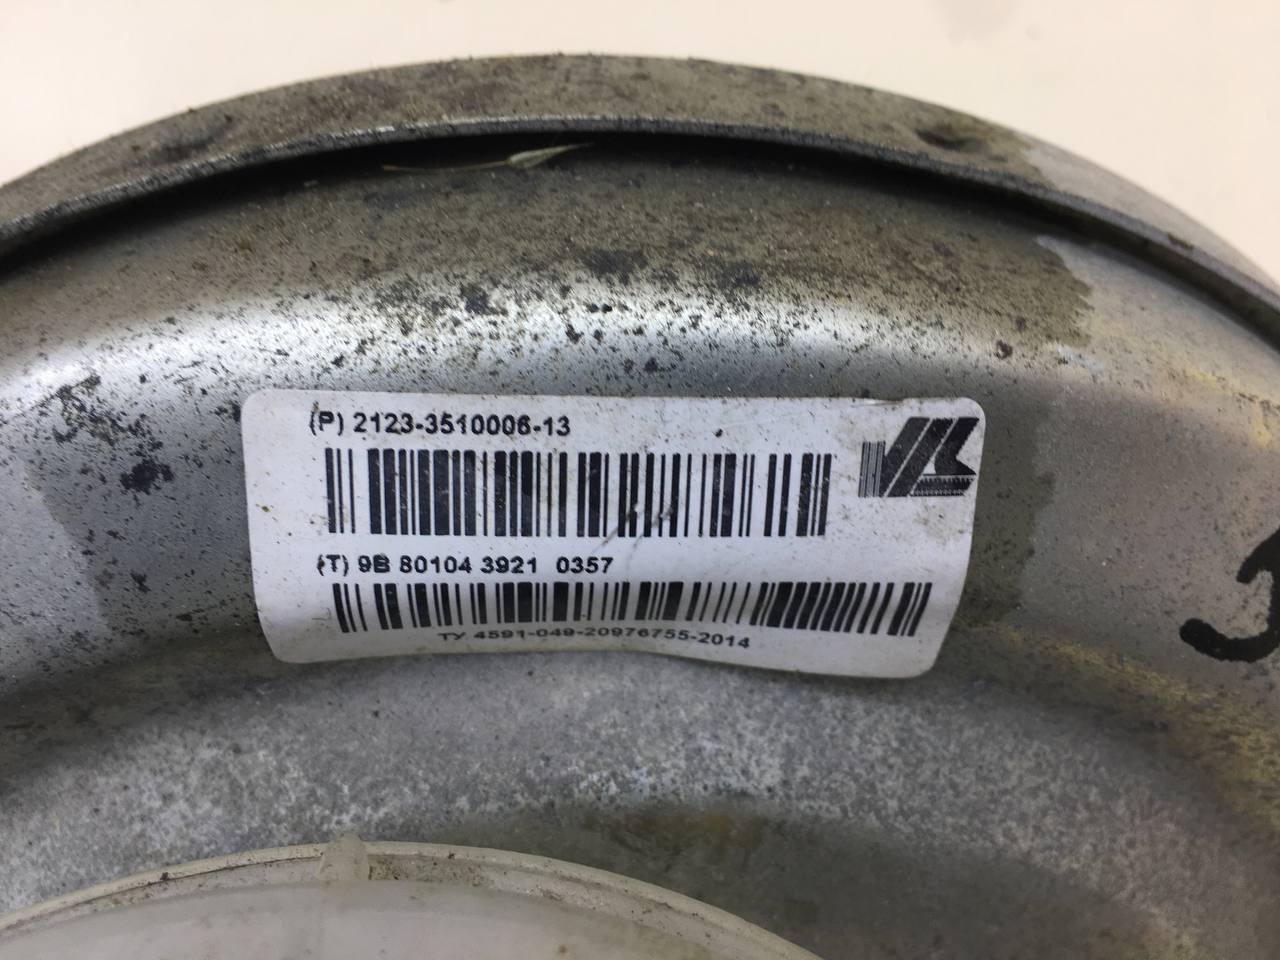 (P) 2123-3510006-13
(T) 9B 80104 3921 0357
ТУ 4591-049-20976755-2014